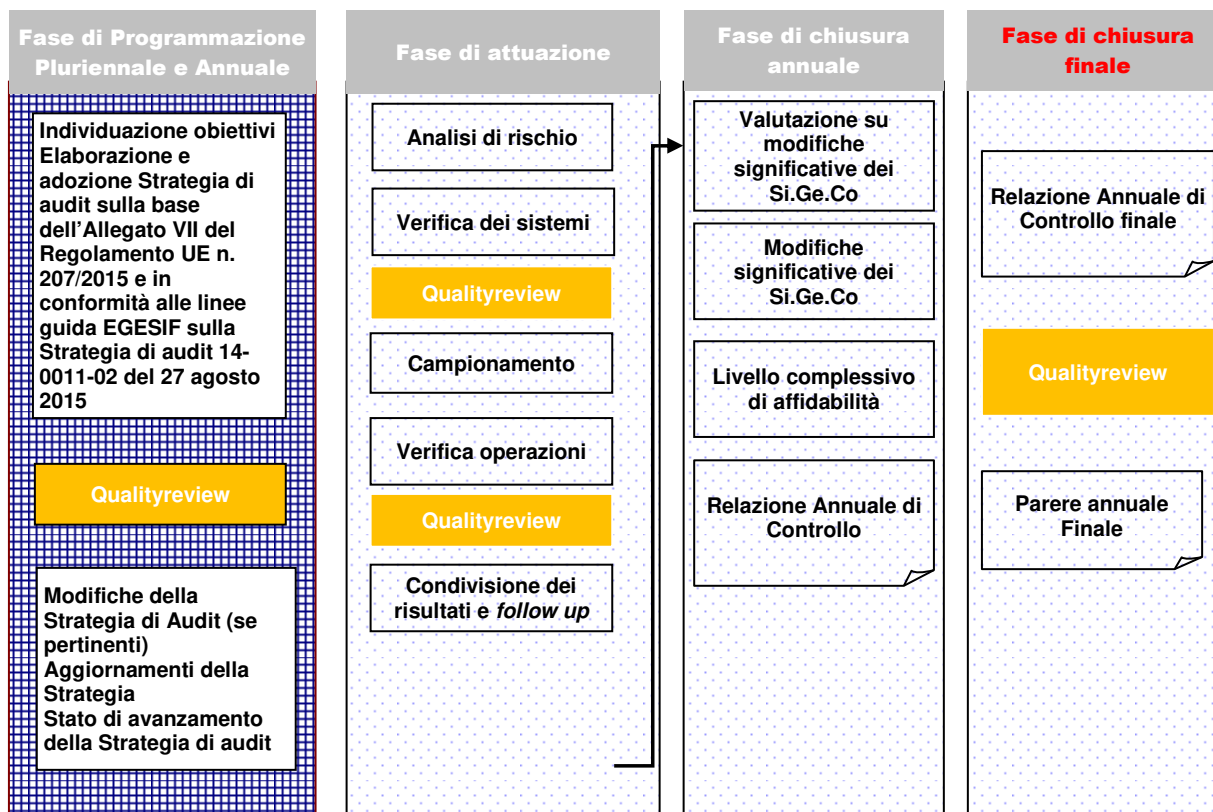 Fase di Programmazione
Pluriennale e Annuale
Individuazione obiettivi
Elaborazione e
adozione Strategia di
audit sulla base
dell'Allegato VII del
Regolamento UE n.
207/2015 e in
conformità alle linee
guida EGESIF sulla
Strategia di audit 14-
0011-02 del 27 agosto
2015
Qualityreview
Modifiche della
Strategia di Audit (se
pertinenti)
Aggiornamenti della
Strategia
Stato di avanzamento
della Strategia di audit
Fase di attuazione
Analisi di rischio
Verifica dei sistemi
Qualityreview
Campionamento
Verifica operazioni
Qualityreview
Condivisione dei
risultati e follow up
Fase di chiusura
annuale
Valutazione su
modifiche
significative dei
Si.Ge.Co
Modifiche
significative dei
Si.Ge.Co
Livello complessivo
di affidabilità
Relazione Annuale di
Controllo
Fase di chiusura
finale
Relazione Annuale di
Controllo finale
Qualityreview
Parere annuale
Finale